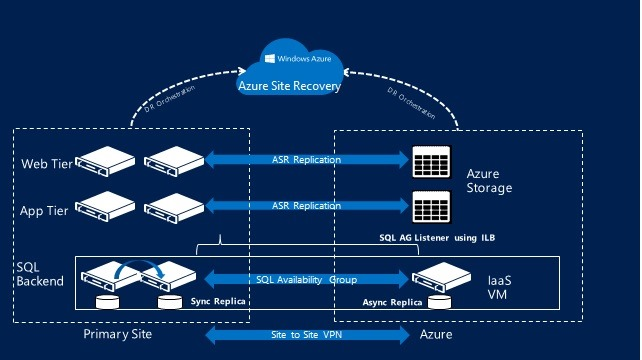 Windows Azure
Azure Site Recovery
DR Orchestration
DR Orchestration
Web Tier
ASR Replication
Azure
Storage
App Tier
ASR Replication
SQL AG Listener using ILB
SQL
Backend
SQL Availability Group
IaaS
VM
Sync Replica
Async Replica
Primary Site
Site to Site VPN
Azure